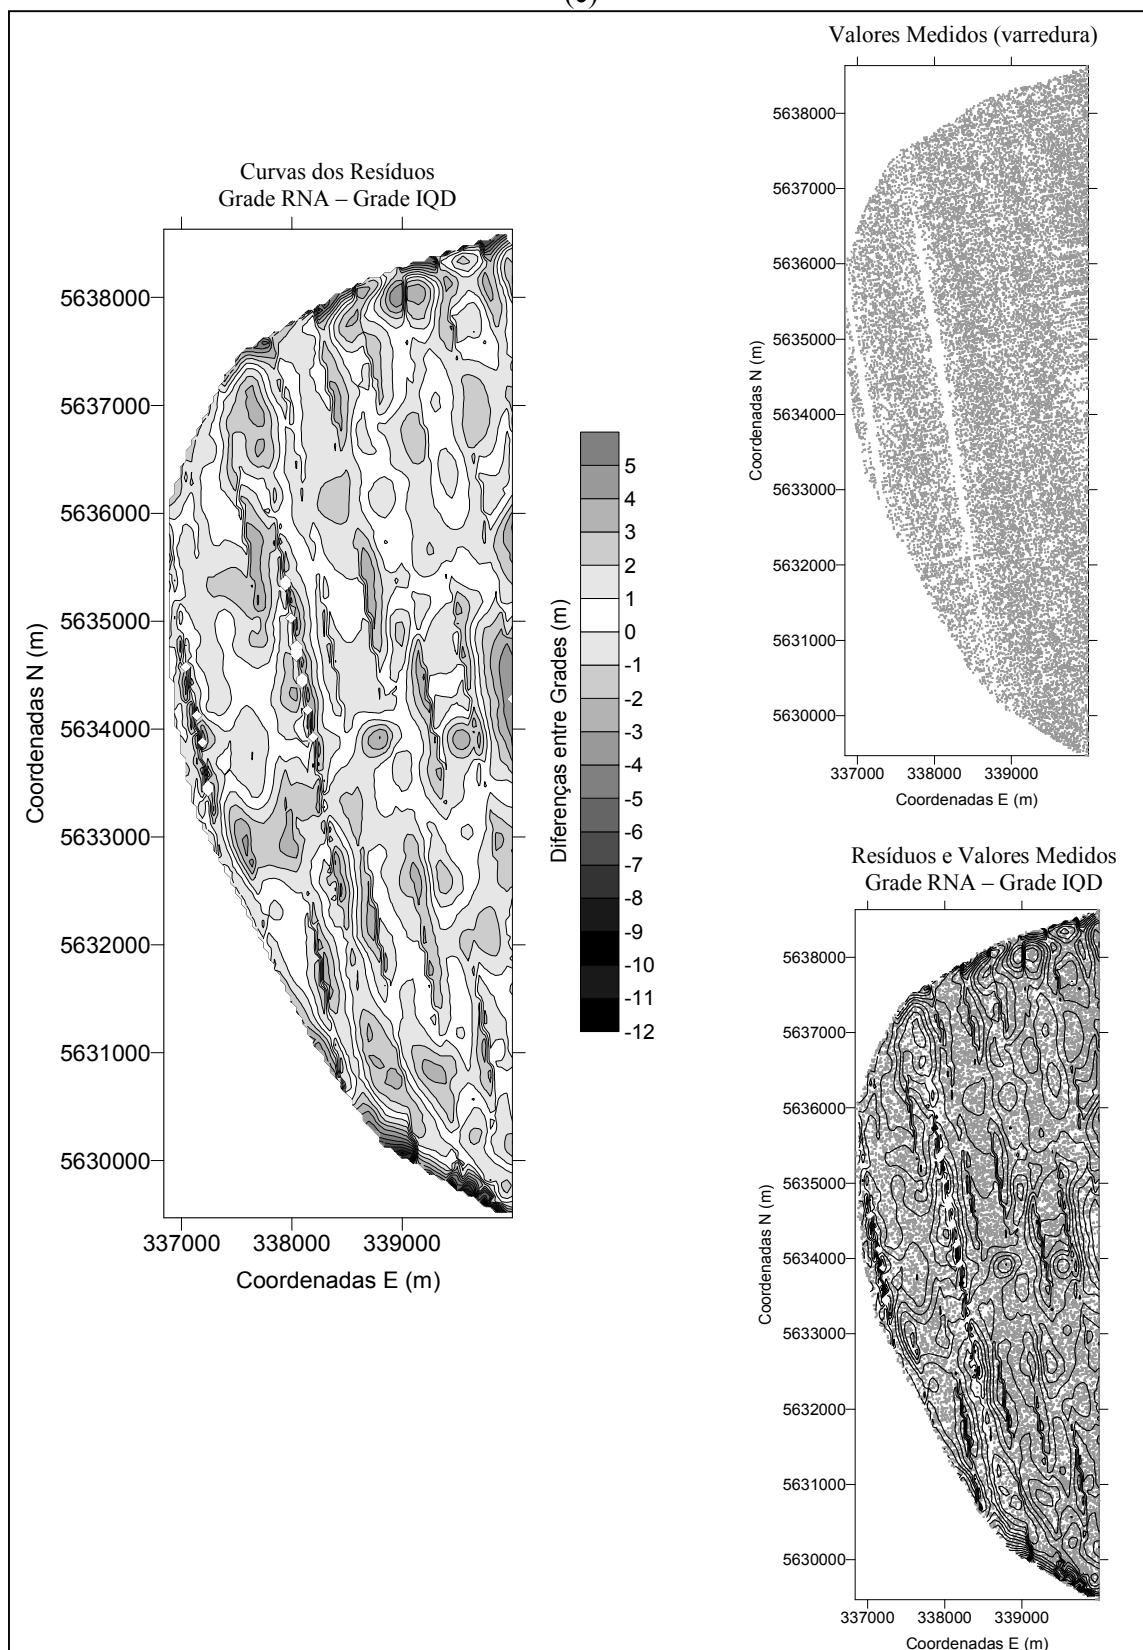 (c)
Valores Medidos (varredura)
5638000
5637000
5636000
5635000
5634000
5633000
5632000
5631000
5630000
Coordenadas N (m)
337000 338000 339000
Coordenadas E (m)
Curvas dos Resíduos
Grade RNA – Grade IQD
5638000
5637000
5636000
5635000
5634000
5633000
5632000
5631000
5630000
Coordenadas N (m)
337000 338000 339000
Coordenadas E (m)
Diferenças entre Grades (m)
5
4
3
2
1
0
-1
-2
-3
-4
-5
-6
-7
-8
-9
-10
-11
-12
Resíduos e Valores Medidos
Grade RNA – Grade IQD
5638000
5637000
5636000
5635000
5634000
5633000
5632000
5631000
5630000
Coordenadas N (m)
337000 338000 339000
Coordenadas E (m)